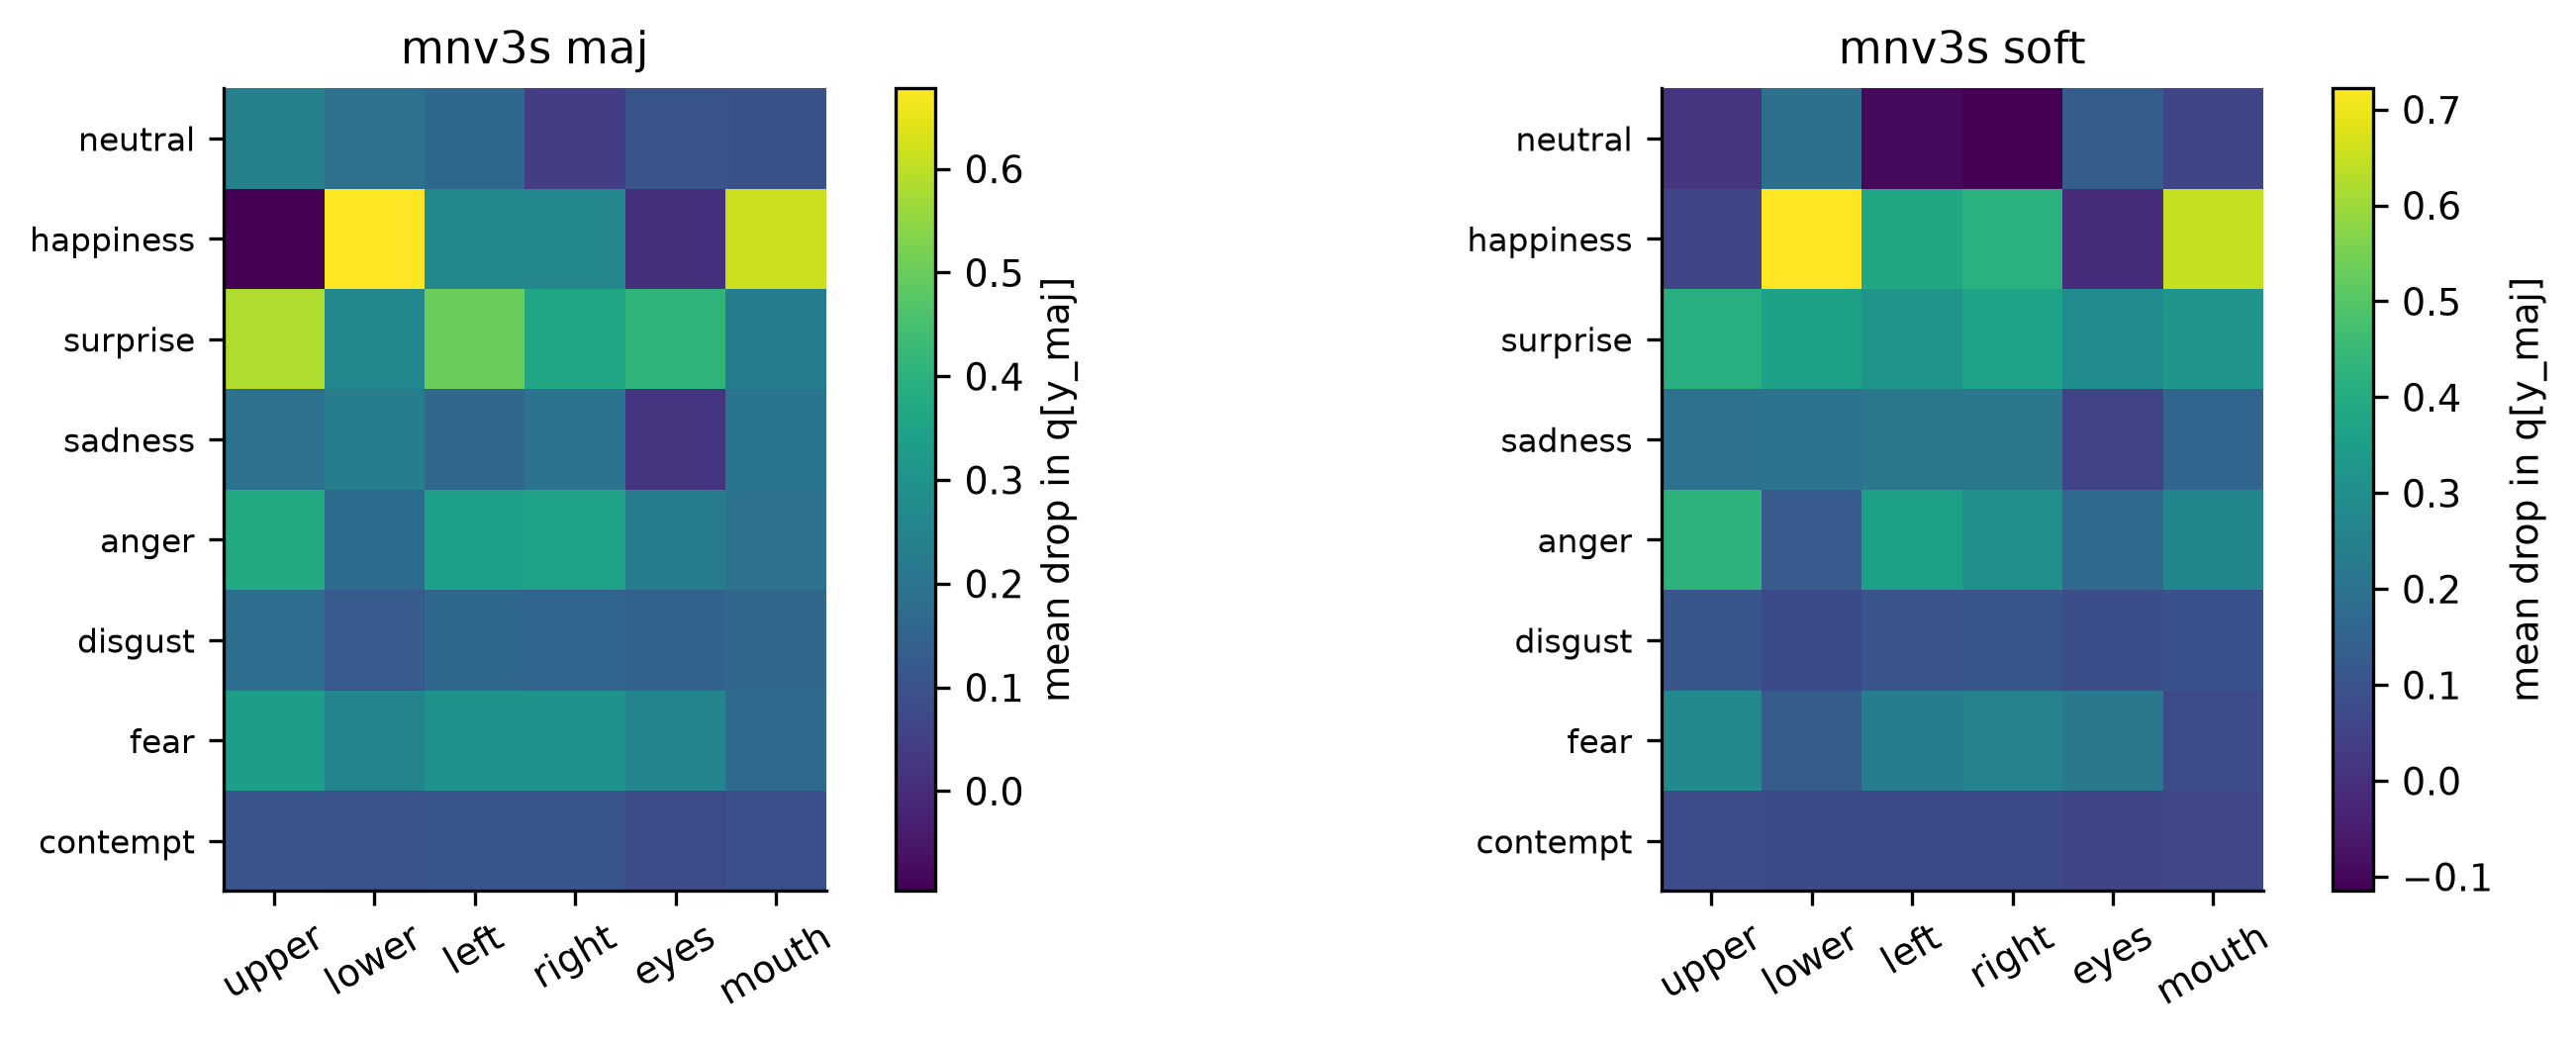 mnv3s maj
neutral
happiness
surprise
sadness
anger
disgust
fear
contempt
upper
lower
left
right
eyes
mouth
0.6
0.5
0.4
0.3
0.2
0.1
0.0
mean drop in q[y_maj]
mnv3s soft
neutral
happiness
surprise
sadness
anger
disgust
fear
contempt
upper
lower
left
right
eyes
mouth
0.7
0.6
0.5
0.4
0.3
0.2
0.1
0.0
−0.1
mean drop in q[y_maj]